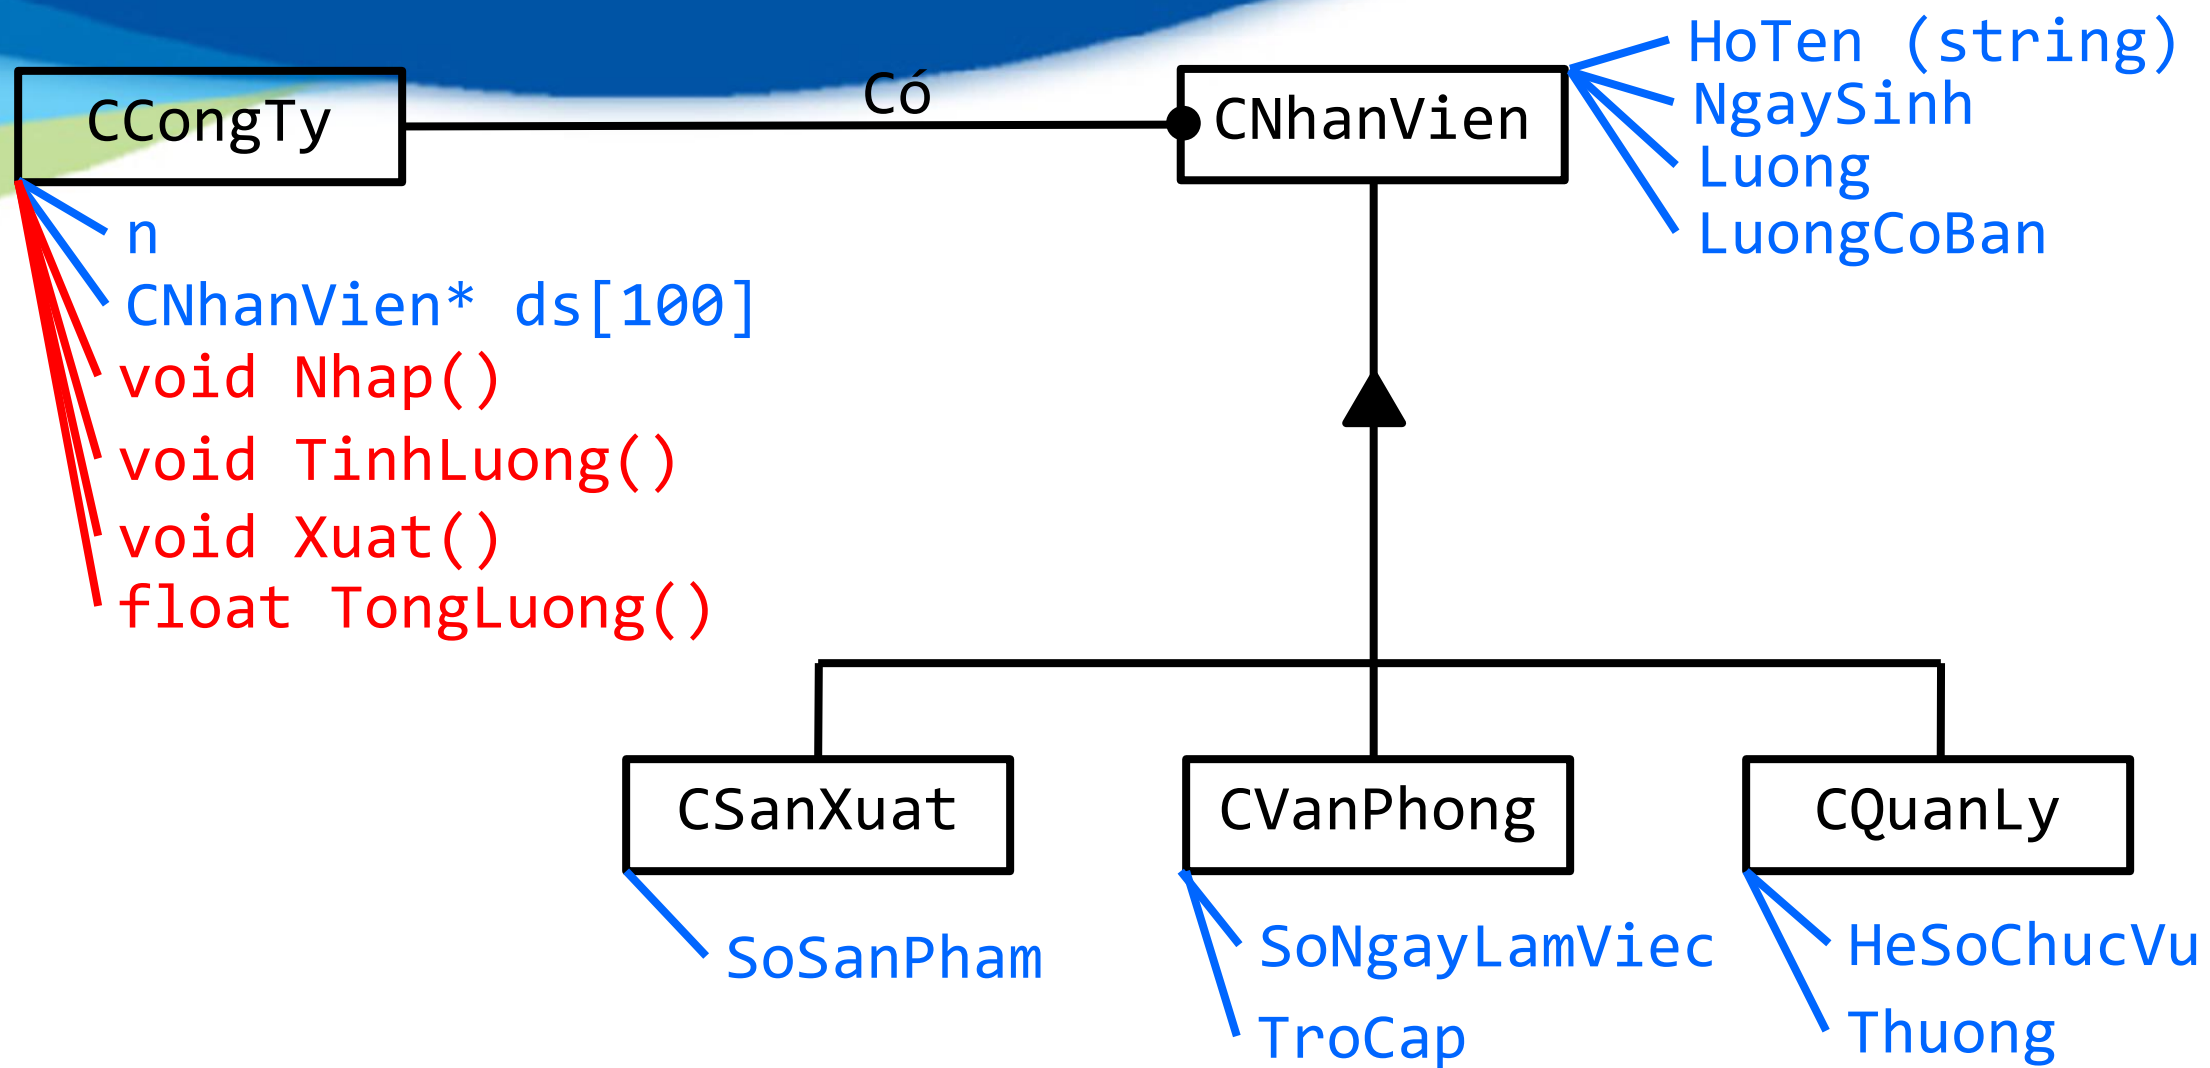 CCongTy
Có
CNhanVien
HoTen (string)
NgaySinh
Luong
LuongCoBan
n
CNhanVien* ds[100]
void Nhap()
void TinhLuong()
void Xuat()
float TongLuong()
CSanXuat
CVanPhong
CQuanLy
SoSanPham
SoNgayLamViec
TroCap
HeSoChucVu
Thuong